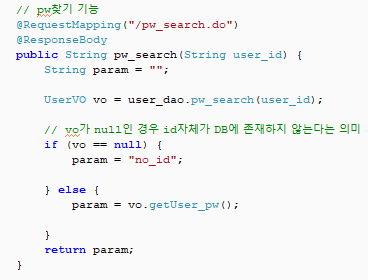 // pw찾기 기능
@RequestMapping("/pw_search.do")
@ResponseBody
public String pw_search(String user_id) {
String param = "";
UserVO vo = user_dao.pw_search(user_id);
// vo가 null인 경우 id자체가 DB에 존재하지 않는다는 의미
if (vo == null) {
param = "no_id";
} else {
param = vo.getUser_pw();
}
return param;
}